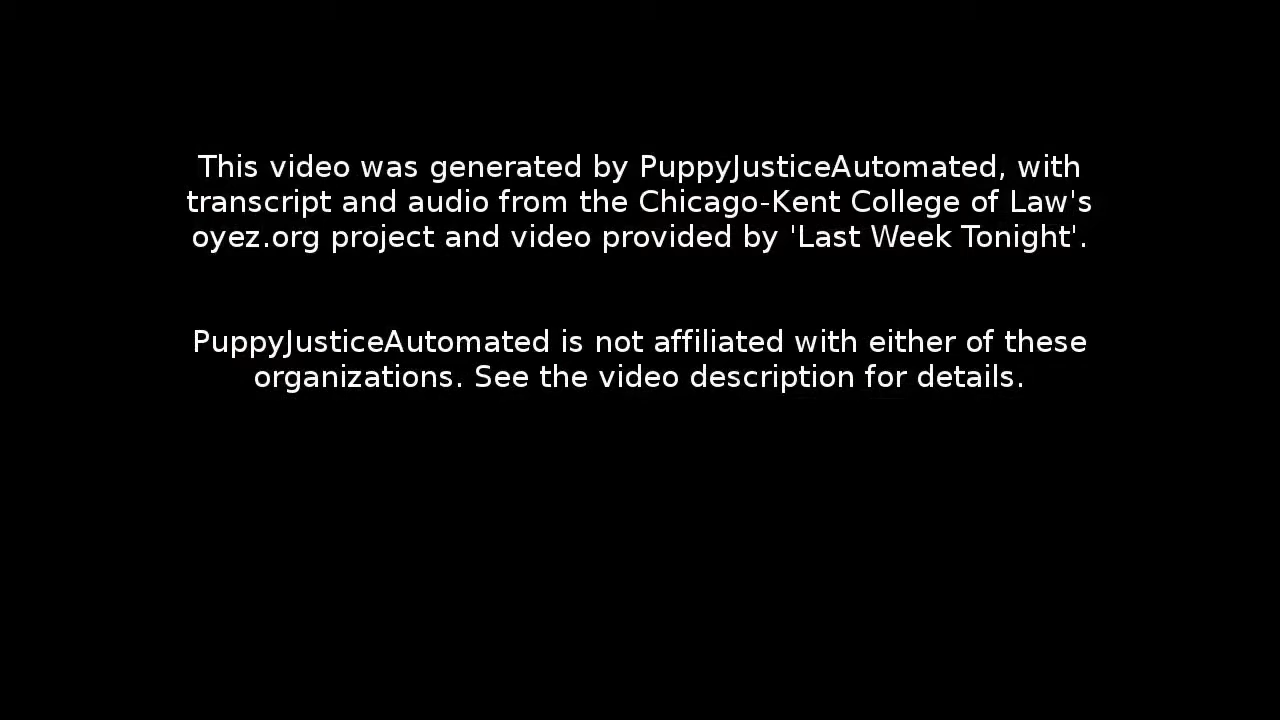 This video was generated by PuppyJusticeAutomated, with
transcript and audio from the Chicago-Kent College of Law's
oyez.org project and video provided by 'Last Week Tonight'.
PuppyJusticeAutomated is not affiliated with either of these
organizations. See the video description for details.